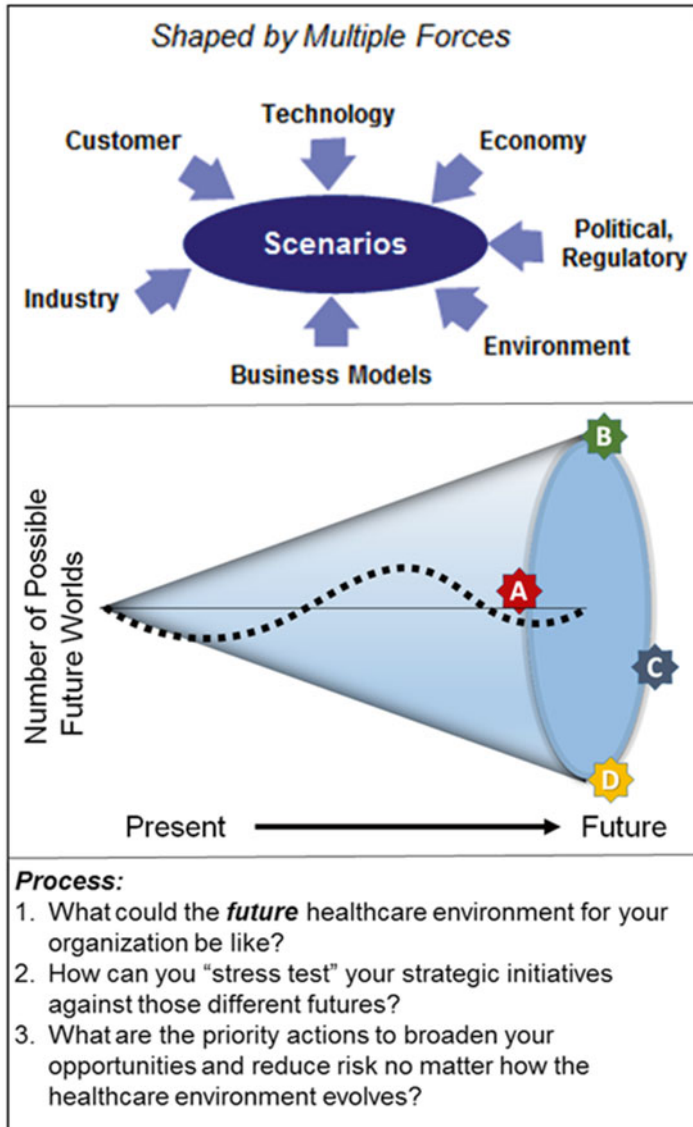 Shaped by Multiple Forces
Technology
Customer
Economy
Scenarios
Political,
Regulatory
Industry
Environment
Business Models
Number of Possible
Future Worlds
B
A
C
D
Present
Future
Process:
1. What could the future healthcare environment for your
organization be like?
2. How can you “stress test” your strategic initiatives
against those different futures?
3. What are the priority actions to broaden your
opportunities and reduce risk no matter how the
healthcare environment evolves?